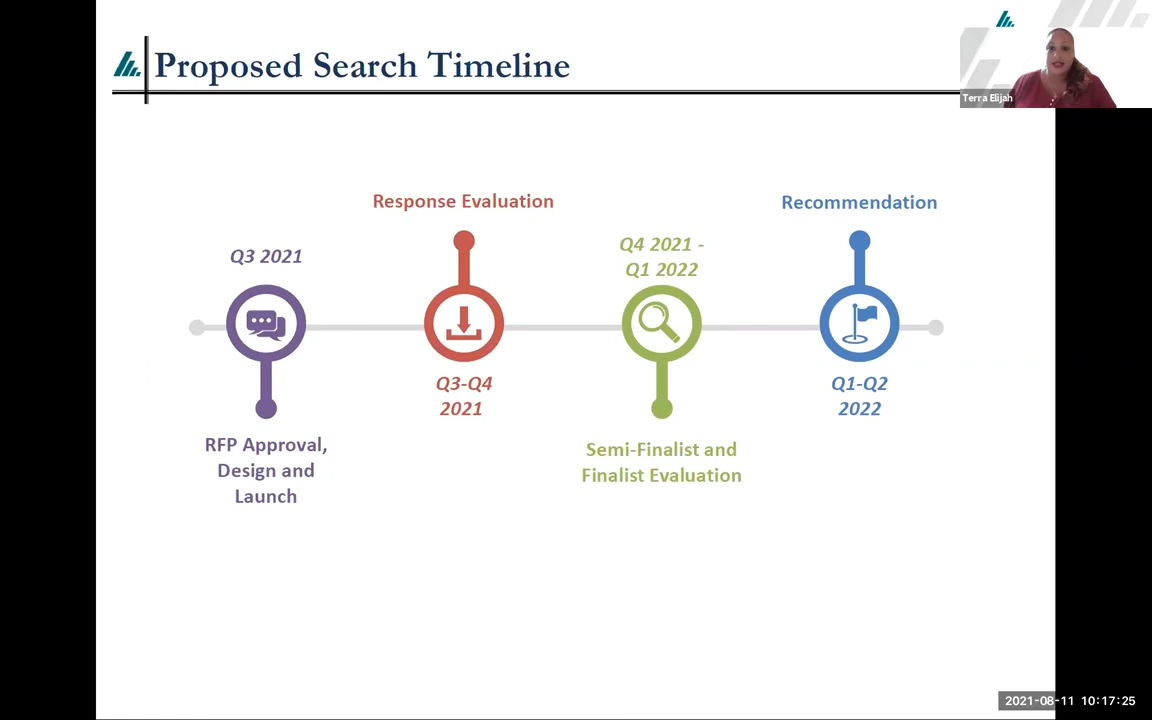 Proposed Search Timeline
Terra Elijah
Response Evaluation
Recommendation
Q3 2021
Q4 2021 -
Q1 2022
Q3-Q4
2021
Q1-Q2
2022
RFP Approval,
Design and
Launch
Semi-Finalist and
Finalist Evaluation
2021-08-11 10:17:25